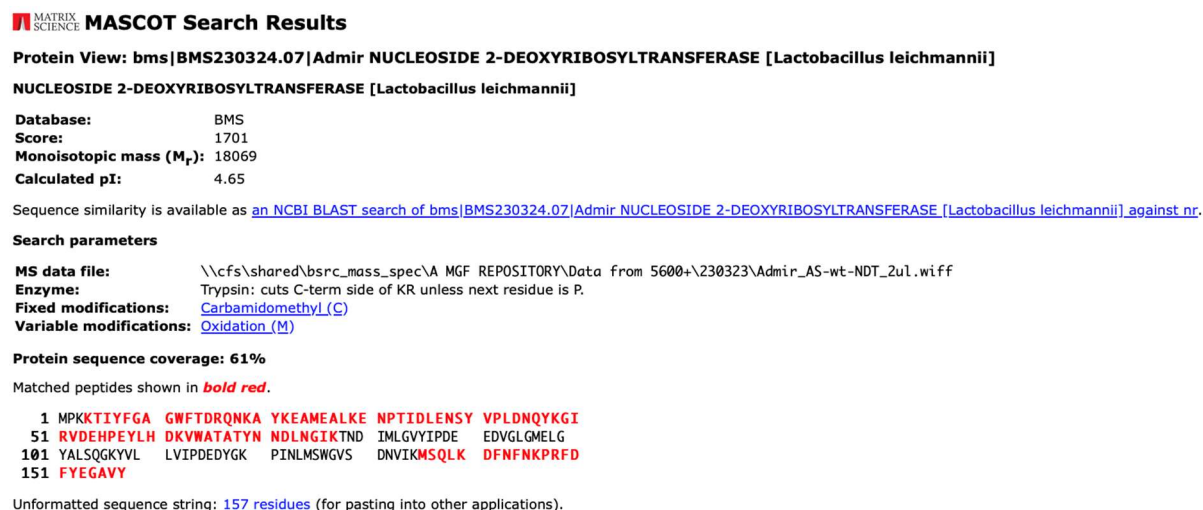 MATRIX SCIENCE MASCOT Search Results
Protein View: bms|BMS230324.07|Admir NUCLEOSIDE 2-DEOXYRIBOSYLTRANSFERASE [Lactobacillus leichmannii]
NUCLEOSIDE 2-DEOXYRIBOSYLTRANSFERASE [Lactobacillus leichmannii]
Database: BMS
Score: 1701
Monoisotopic mass (Mr): 18069
Calculated pI: 4.65
Sequence similarity is available as an NCBI BLAST search of bms|BMS230324.07|Admir NUCLEOSIDE 2-DEOXYRIBOSYLTRANSFERASE [Lactobacillus leichmannii] against nr.
Search parameters
MS data file: \\cfs\shared\bsrc_mass_spec\A MGF REPOSITORY\Data from 5600+\230323\Admir_AS-wt-NDT_2ul.wiff
Enzyme: Trypsin: cuts C-term side of KR unless next residue is P.
Fixed modifications: Carbamidomethyl (C)
Variable modifications: Oxidation (M)
Protein sequence coverage: 61%
Matched peptides shown in bold red.
1 MPKKTIYFGA GWFTDRQNKA YKEAMEALKE NPTIDLENSY VPLDNQYKGI
51 RVDEHPEYLH DKVWATATYN NDLNGIKTND IMLGVYIPDE EDVGLGMELG
101 YALSQGKYVL LVIPDEDYGK PINLMSWGVS DNVIKMSQLK DFNFNKPRFD
151 FYEGAVY
Unformatted sequence string: 157 residues (for pasting into other applications).